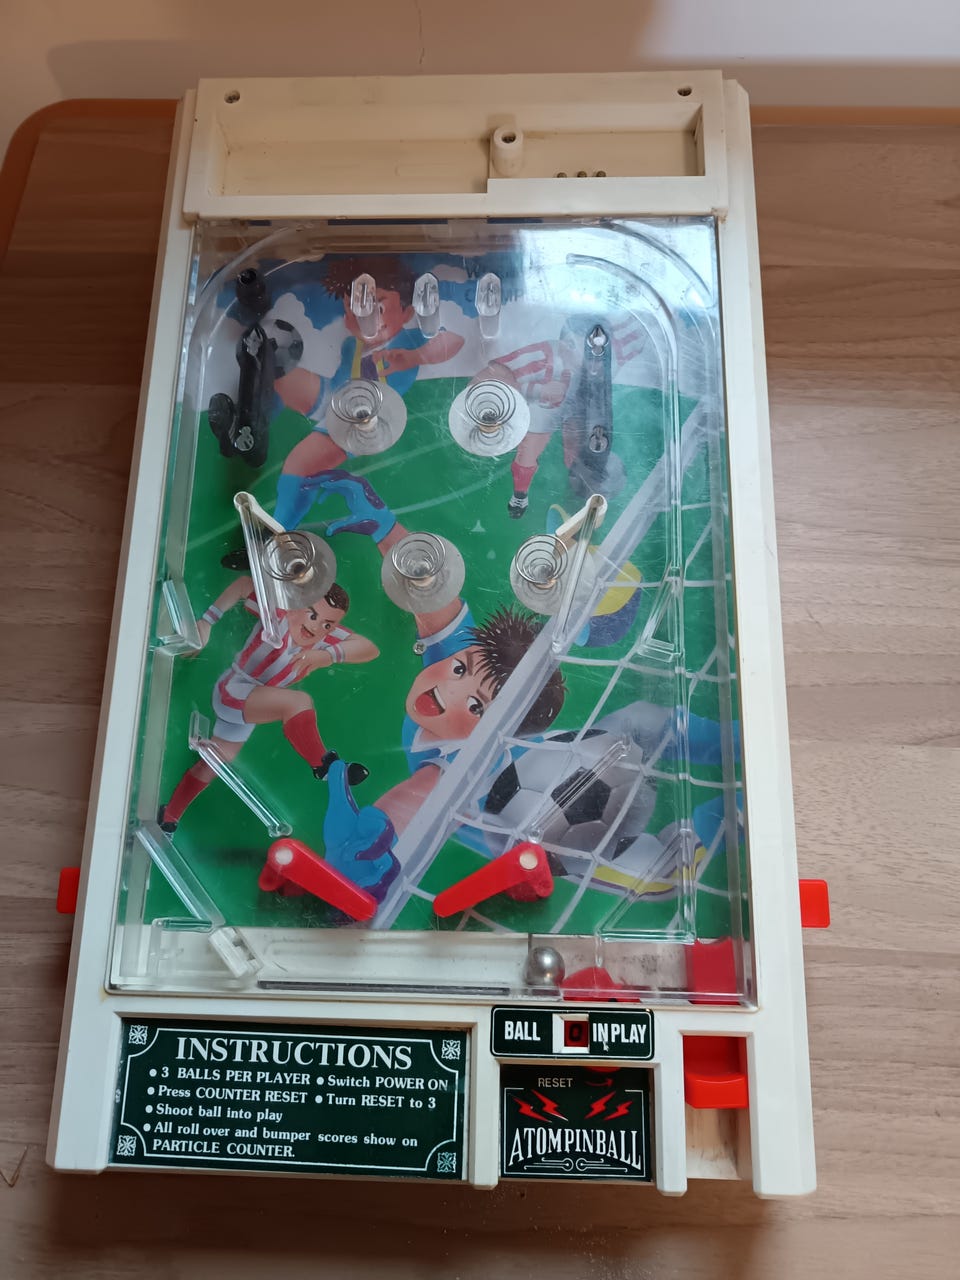 BALL 0 IN PLAY
INSTRUCTIONS
• 3 BALLS PER PLAYER • Switch POWER ON
• Press COUNTER RESET • Turn RESET to 3
• Shoot ball into play
• All roll over and bumper scores show on
PARTICLE COUNTER.
RESET
ATOMPINBALL